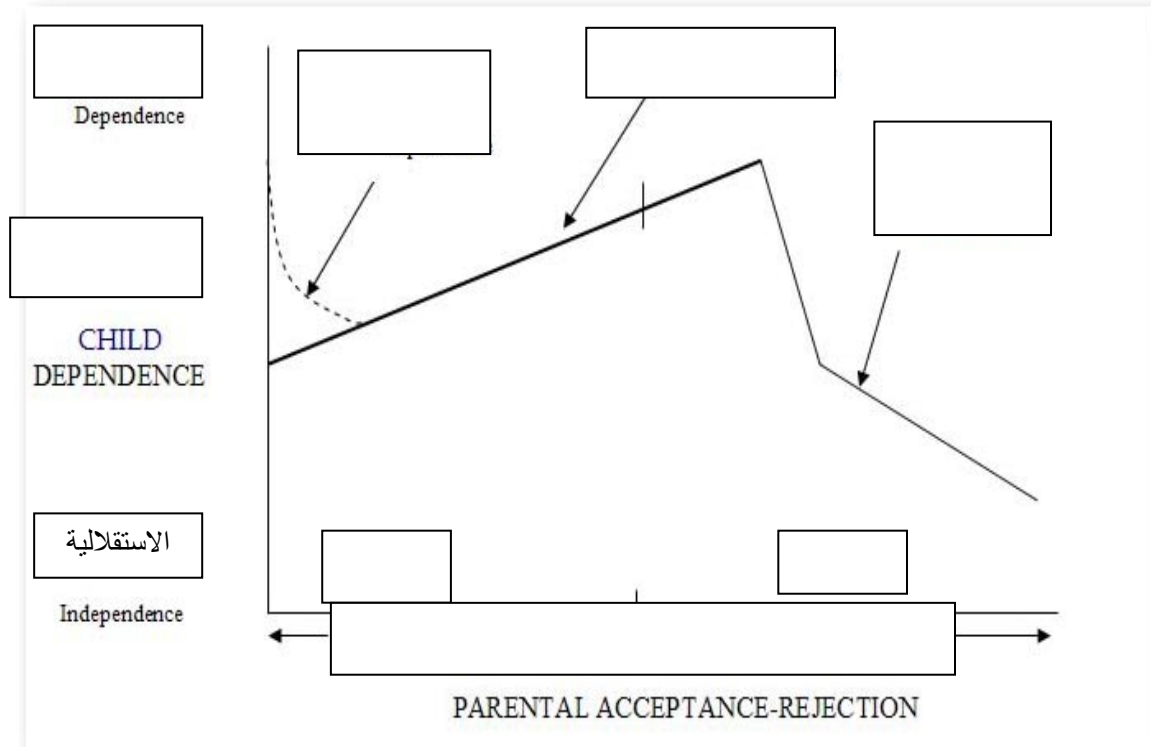 Dependence
CHILD
DEPENDENCE
الاستقلالية
Independence
PARENTAL ACCEPTANCE-REJECTION